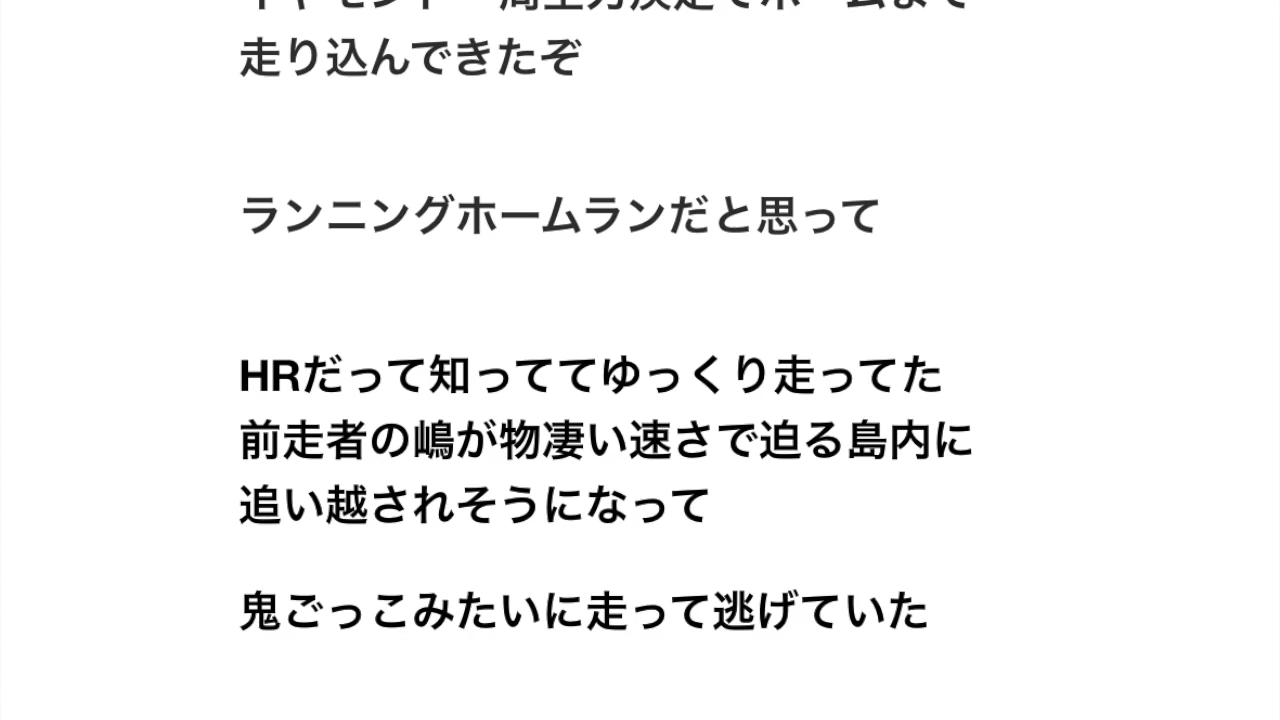 走り込んできたぞ
ランニングホームランだと思って
HRだって知っててゆっくり走ってた
前走者の嶋が物凄い速さで迫る島内に
追い越されそうになって
鬼ごっこみたいに走って逃げていた